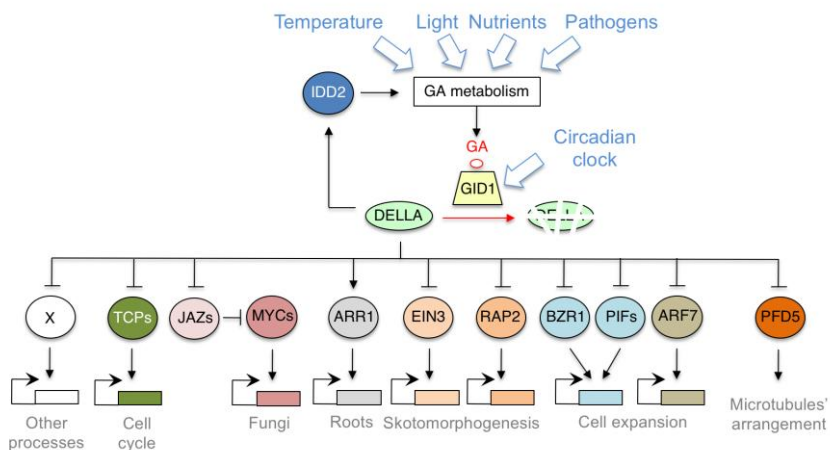 Temperature Light Nutrients Pathogens
IDD2 GA metabolism
GA
Circadian
clock
GID1
DELLA
X TCPs JAZs MYCs ARR1 EIN3 RAP2 BZR1 PIFs ARF7 PFD5
Other
processes
Cell
cycle
Fungi Roots Skotomorphogenesis Cell expansion
Microtubules'
arrangement